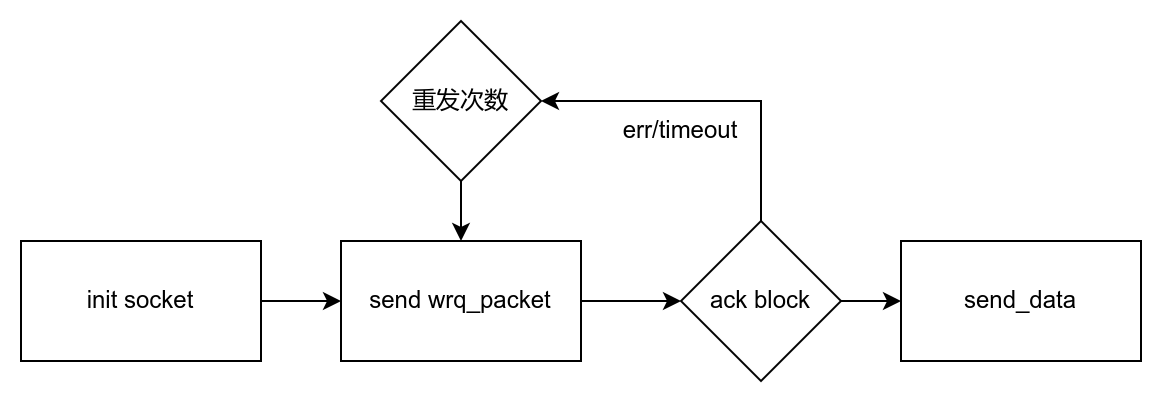 重发次数
err/timeout
init socket
send wrq_packet
ack block
send_data